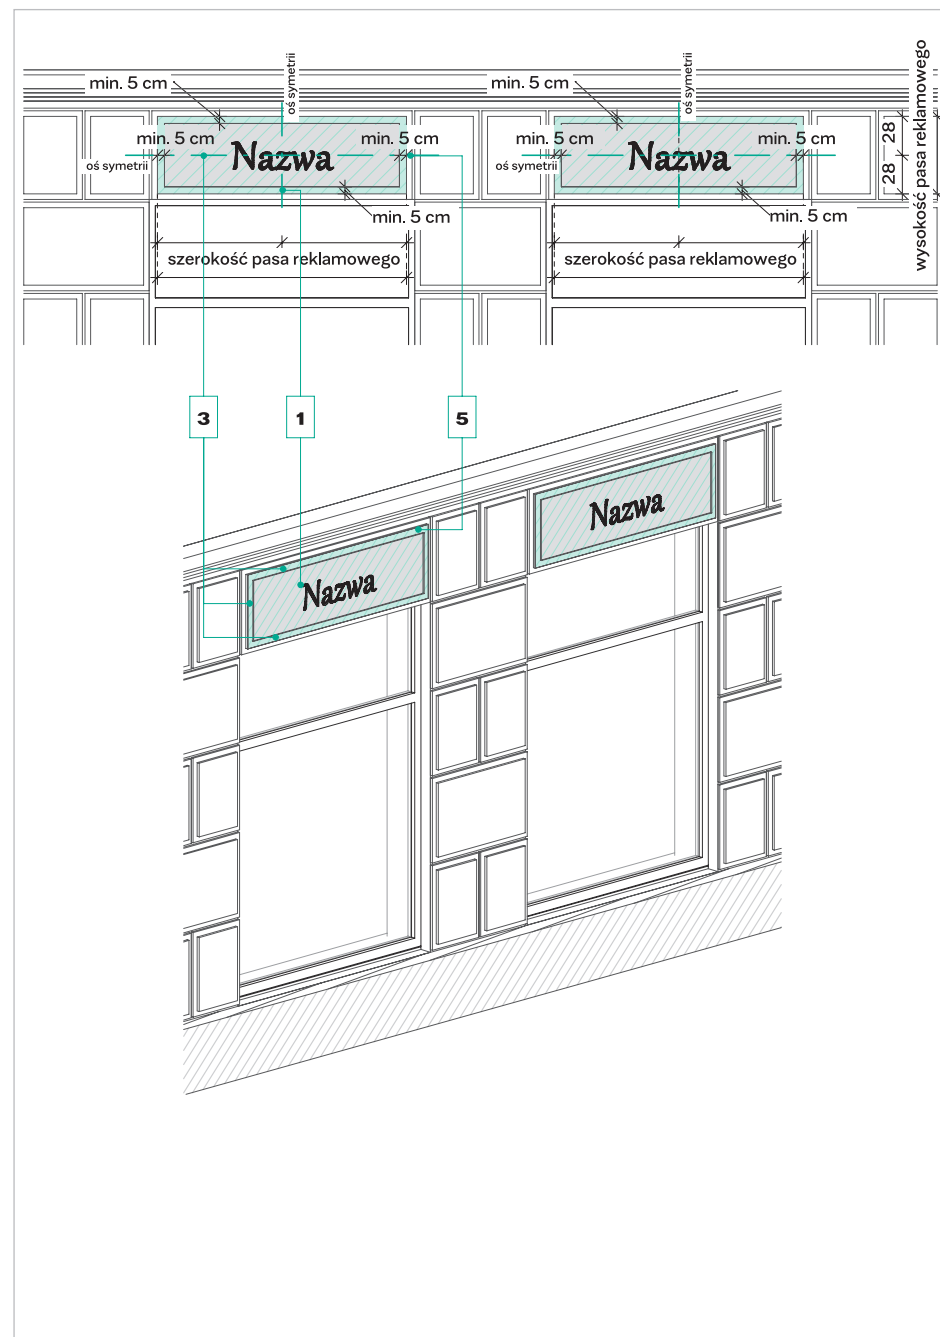 oś symetrii
oś symetrii
min. 5 cm
min. 5 cm
min. 5 cm
min. 5 cm
min. 5 cm
min. 5 cm
Nazwa
Nazwa
oś symetrii
oś symetrii
28
28
wysokość pasa reklamowego
min. 5 cm
min. 5 cm
szerokość pasa reklamowego
szerokość pasa reklamowego
3
1
5
Nazwa
Nazwa